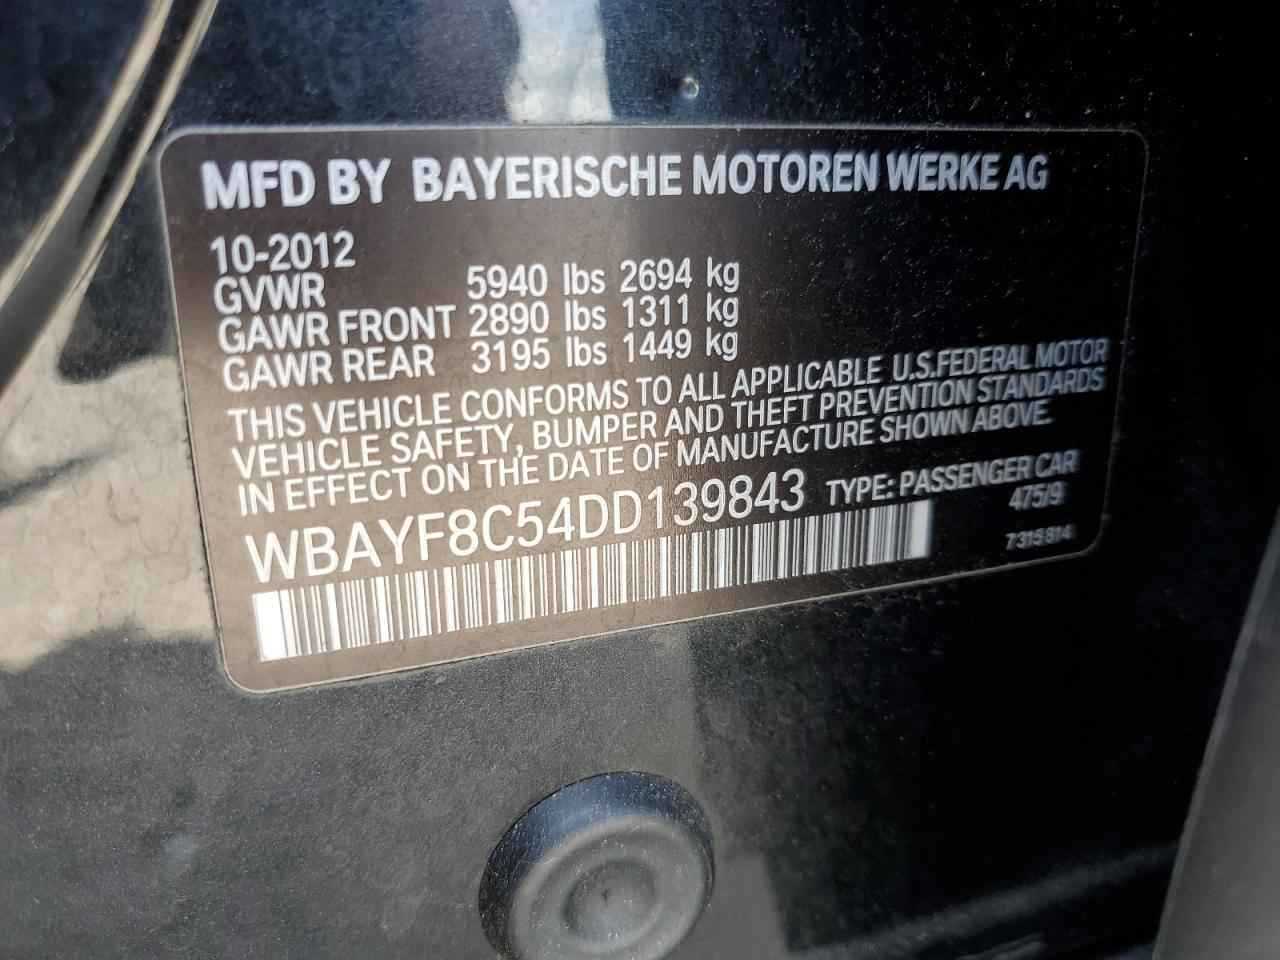 MFD BY BAYERISCHE MOTOREN WERKE AG
10-2012
GVWR 5940 lbs 2694 kg
GAWR FRONT 2890 lbs 1311 kg
GAWR REAR 3195 lbs 1449 kg
THIS VEHICLE CONFORMS TO ALL APPLICABLE U.S.FEDERAL MOTOR
VEHICLE SAFETY, BUMPER AND THEFT PREVENTION STANDARDS
IN EFFECT ON THE DATE OF MANUFACTURE SHOWN ABOVE.
WBAYF8C54DD139843 TYPE: PASSENGER CAR
475/9
7315814